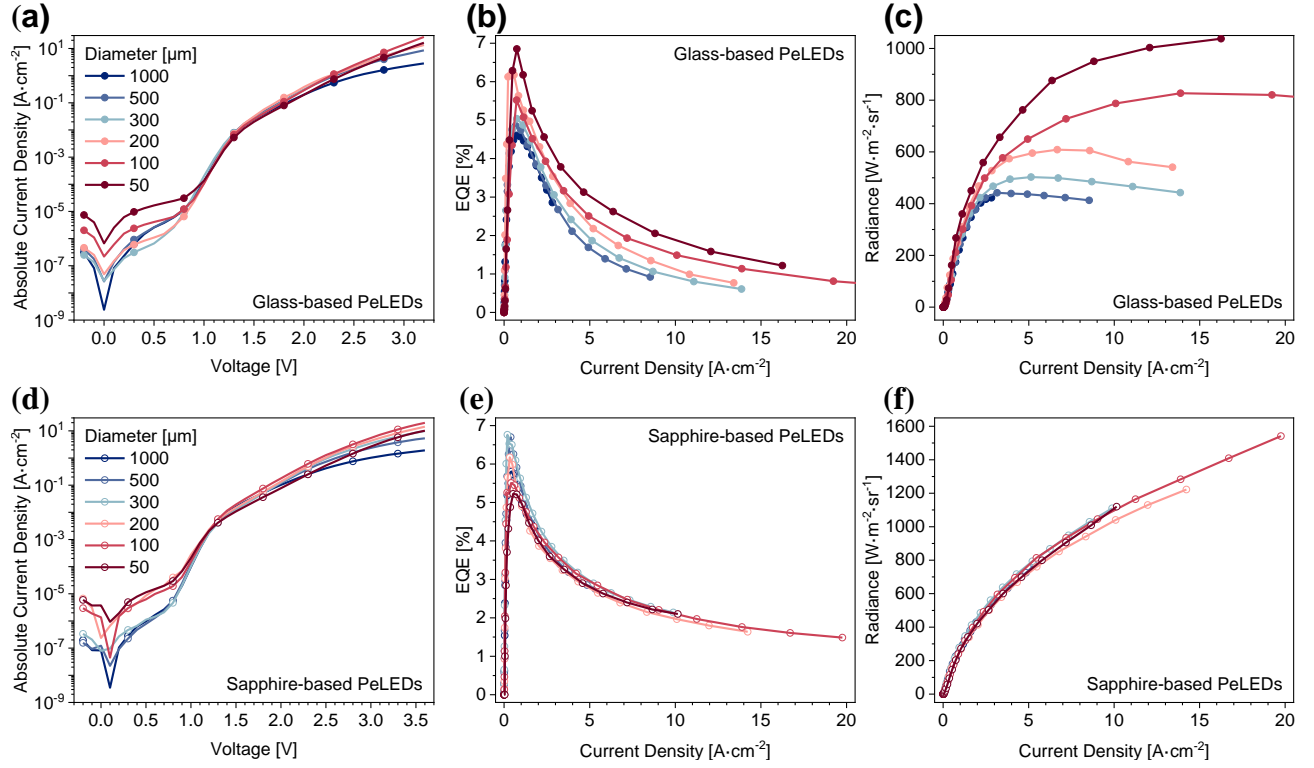 (a)
Absolute Current Density [A·cm⁻²]
10¹
10⁻¹
10⁻³
10⁻⁵
10⁻⁷
10⁻⁹
Diameter [µm]
1000
500
300
200
100
50
Glass-based PeLEDs
0.0 0.5 1.0 1.5 2.0 2.5 3.0
Voltage [V]
(b)
EQE [%]
7
6
5
4
3
2
1
0
Glass-based PeLEDs
0 5 10 15 20
Current Density [A·cm⁻²]
(c)
Radiance [W·m⁻²·sr⁻¹]
1000
800
600
400
200
0
Glass-based PeLEDs
0 5 10 15 20
Current Density [A·cm⁻²]
(d)
Absolute Current Density [A·cm⁻²]
10¹
10⁻¹
10⁻³
10⁻⁵
10⁻⁷
10⁻⁹
Diameter [µm]
1000
500
300
200
100
50
Sapphire-based PeLEDs
0.0 0.5 1.0 1.5 2.0 2.5 3.0 3.5
Voltage [V]
(e)
EQE [%]
7
6
5
4
3
2
1
0
Sapphire-based PeLEDs
0 5 10 15 20
Current Density [A·cm⁻²]
(f)
Radiance [W·m⁻²·sr⁻¹]
1600
1400
1200
1000
800
600
400
200
0
Sapphire-based PeLEDs
0 5 10 15 20
Current Density [A·cm⁻²]